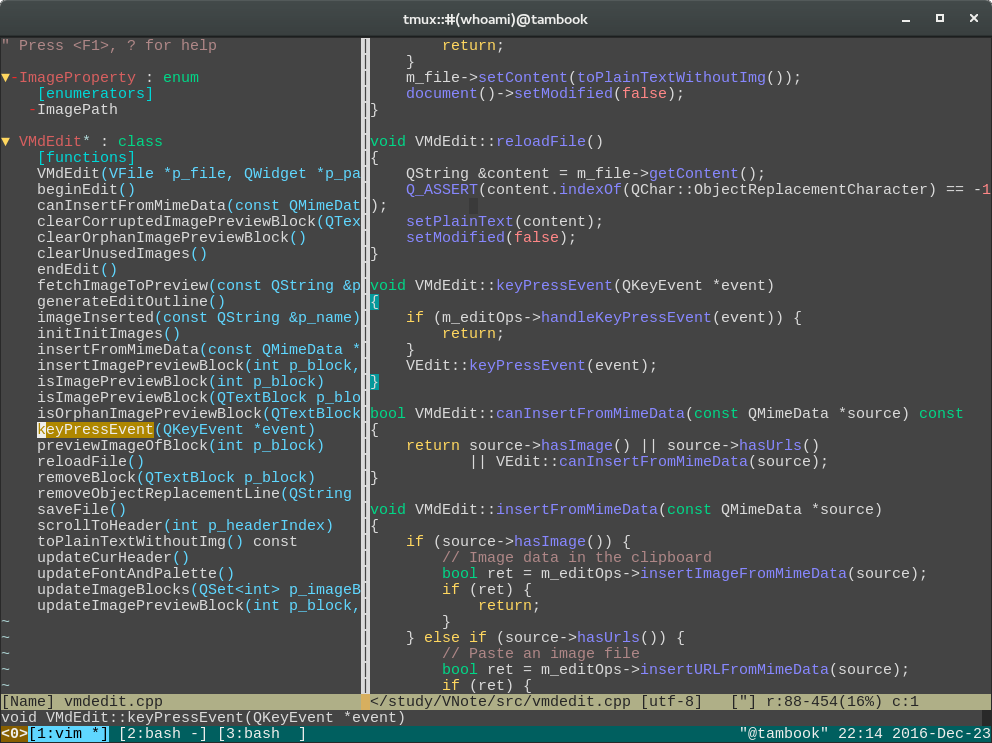 tmux::#(whoami)@tambook
" Press <F1>, ? for help
▼-ImageProperty : enum
[enumerators]
-ImagePath
▼ VMdEdit* : class
[functions]
VMdEdit(VFile *p_file, QWidget *p_pa
beginEdit()
canInsertFromMimeData(const QMimeDat
clearCorruptedImagePreviewBlock(QTex
clearOrphanImagePreviewBlock()
clearUnusedImages()
endEdit()
fetchImageToPreview(const QString &p
generateEditOutline()
imageInserted(const QString &p_name)
initInitImages()
insertFromMimeData(const QMimeData *
insertImagePreviewBlock(int p_block,
isImagePreviewBlock(int p_block)
isImagePreviewBlock(QTextBlock p_blo
isOrphanImagePreviewBlock(QTextBlock
keyPressEvent(QKeyEvent *event)
previewImageOfBlock(int p_block)
reloadFile()
removeBlock(QTextBlock p_block)
removeObjectReplacementLine(QString
saveFile()
scrollToHeader(int p_headerIndex)
toPlainTextWithoutImg() const
updateCurHeader()
updateFontAndPalette()
updateImageBlocks(QSet<int> p_imageB
updateImagePreviewBlock(int p_block,
~
~
~
~
~
return;
}
m_file->setContent(toPlainTextWithoutImg());
document()->setModified(false);
}
void VMdEdit::reloadFile()
{
QString &content = m_file->getContent();
Q_ASSERT(content.indexOf(QChar::ObjectReplacementCharacter) == -1
);
setPlainText(content);
setModified(false);
}
void VMdEdit::keyPressEvent(QKeyEvent *event)
{
if (m_editOps->handleKeyPressEvent(event)) {
return;
}
VEdit::keyPressEvent(event);
}
bool VMdEdit::canInsertFromMimeData(const QMimeData *source) const
{
return source->hasImage() || source->hasUrls()
|| VEdit::canInsertFromMimeData(source);
}
void VMdEdit::insertFromMimeData(const QMimeData *source)
{
if (source->hasImage()) {
// Image data in the clipboard
bool ret = m_editOps->insertImageFromMimeData(source);
if (ret) {
return;
}
} else if (source->hasUrls()) {
// Paste an image file
bool ret = m_editOps->insertURLFromMimeData(source);
if (ret) {
[Name] vmdedit.cpp </study/VNote/src/vmdedit.cpp [utf-8] ["] r:88-454(16%) c:1
void VMdEdit::keyPressEvent(QKeyEvent *event)
<0>[1:vim *] [2:bash -] [3:bash ] "@tambook" 22:14 2016-Dec-23